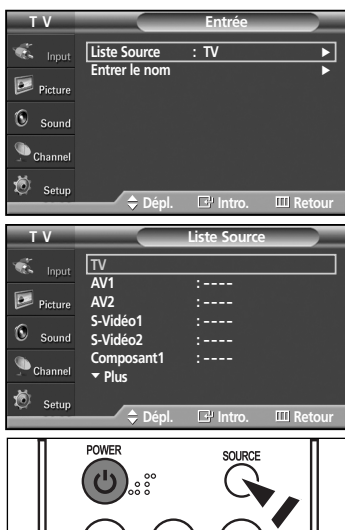 T V Entrée
Input
Liste Source : TV ►
Entrer le nom ►
Picture
Sound
Channel
Setup
Dépl. Intro. Retour
T V Liste Source
Input
TV
AV1 : - - - -
Picture
AV2 : - - - -
S-Vidéo1 : - - - -
Sound
S-Vidéo2 : - - - -
Composant1 : - - - -
Channel
▼ Plus
Setup
Dépl. Intro. Retour
POWER SOURCE